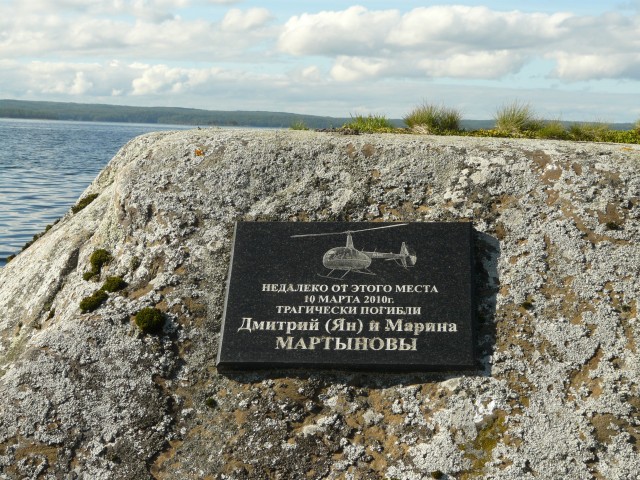 НЕДАЛЕКО ОТ ЭТОГО МЕСТА
10 МАРТА 2010г.
ТРАГИЧЕСКИ ПОГИБЛИ
Дмитрий (Ян) и Марина
МАРТЫНОВЫ